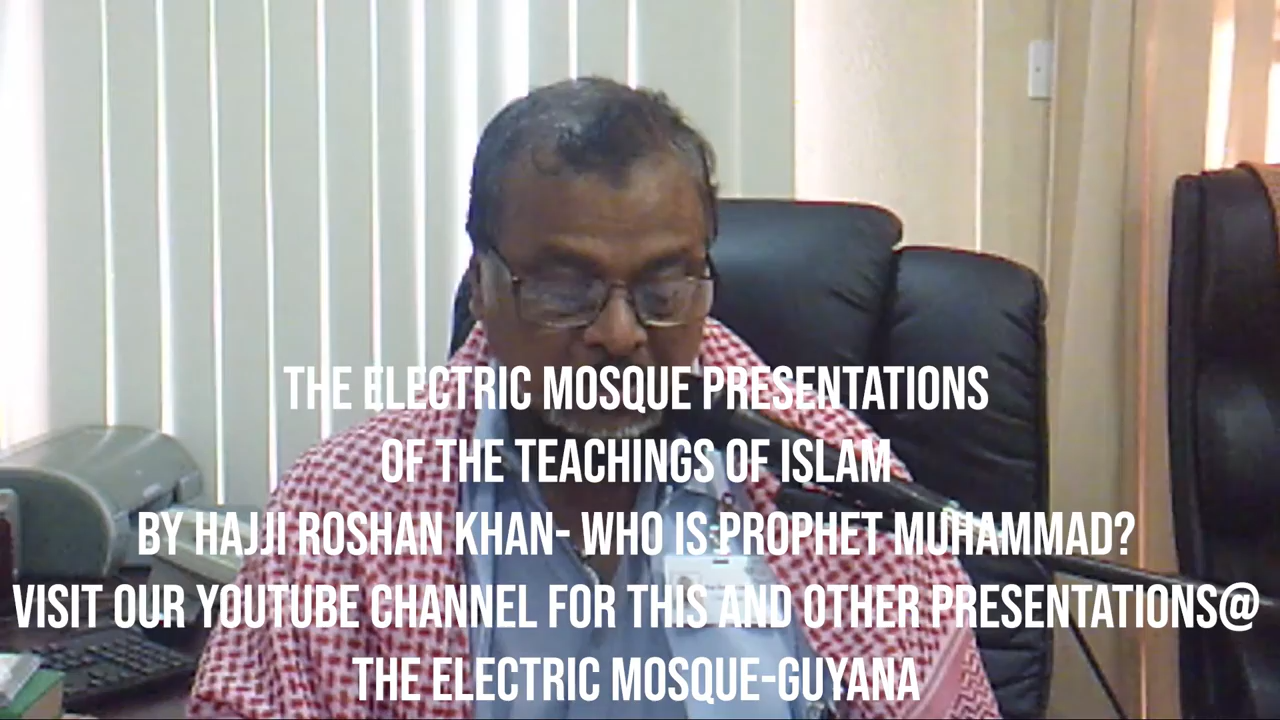 THE ELECTRIC MOSQUE PRESENTATIONS
OF THE TEACHINGS OF ISLAM
BY HAJJI ROSHAN KHAN- WHO IS PROPHET MUHAMMAD?
VISIT OUR YOUTUBE CHANNEL FOR THIS AND OTHER PRESENTATIONS@
THE ELECTRIC MOSQUE-GUYANA